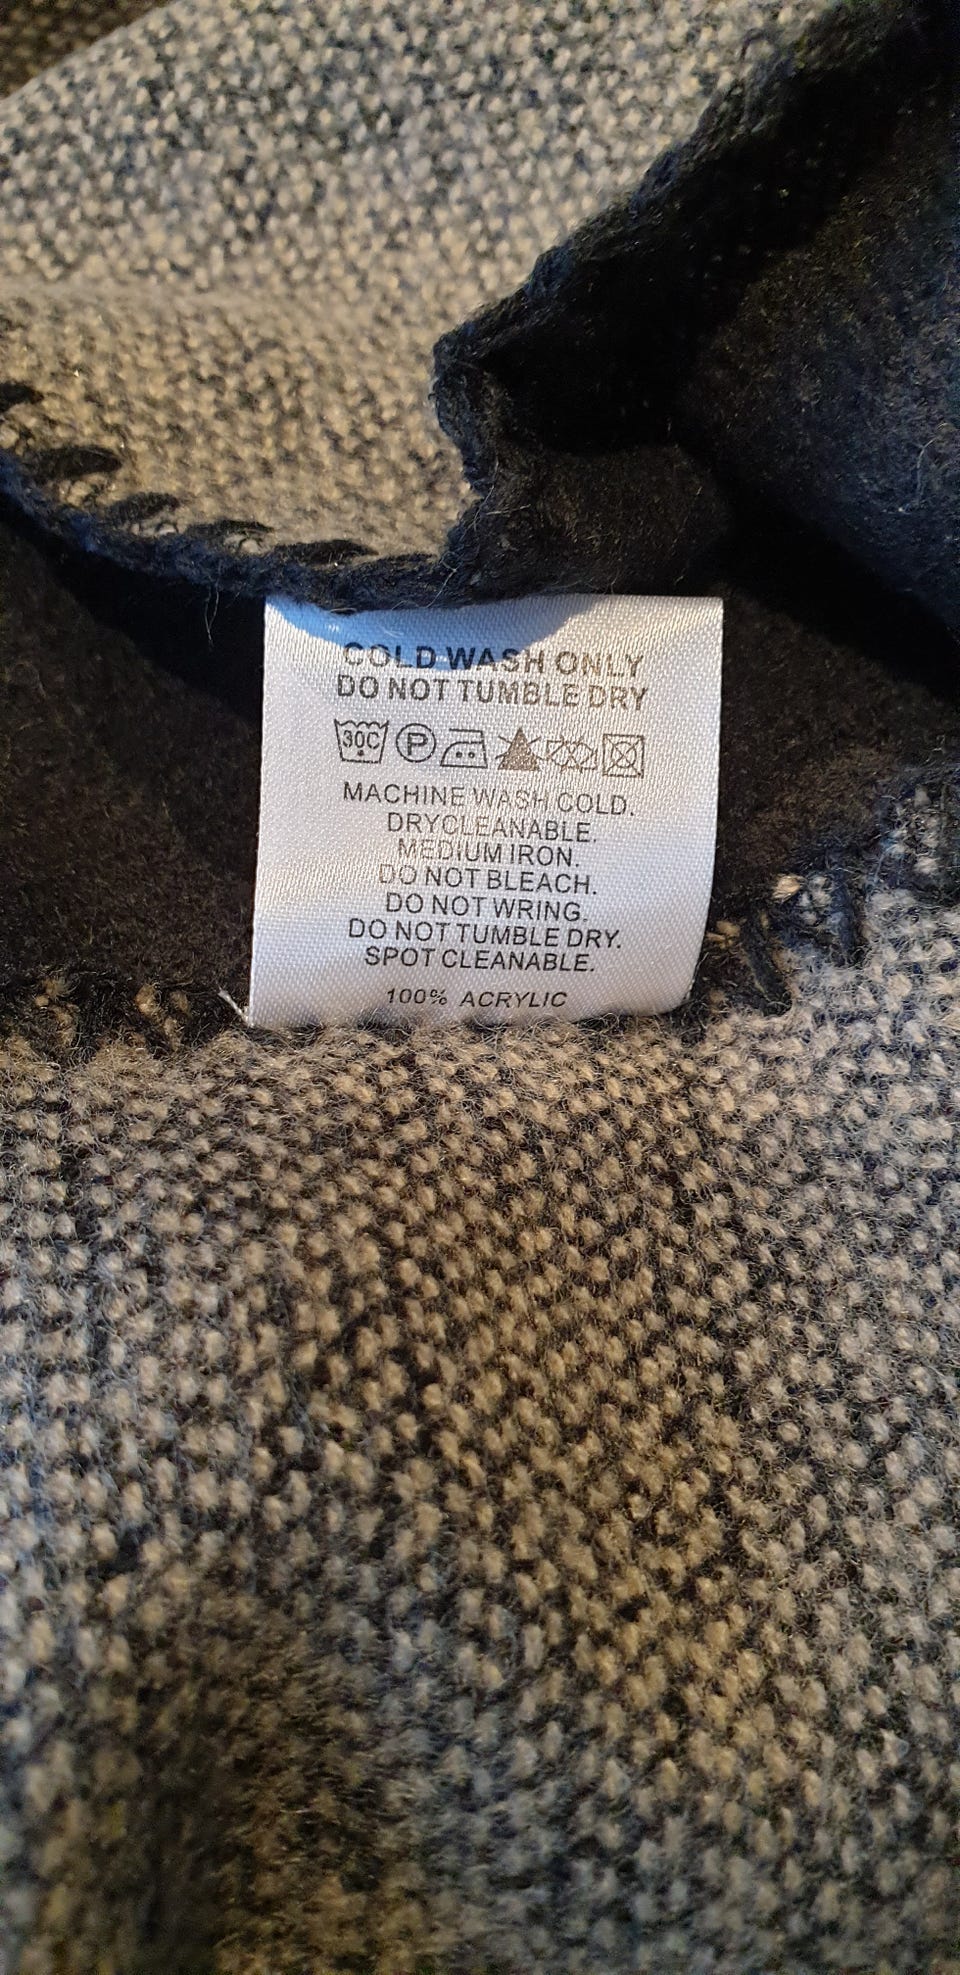 COLD WASH ONLY
DO NOT TUMBLE DRY
30C P
MACHINE WASH COLD.
DRYCLEANABLE.
MEDIUM IRON.
DO NOT BLEACH.
DO NOT WRING.
DO NOT TUMBLE DRY.
SPOT CLEANABLE.
100% ACRYLIC